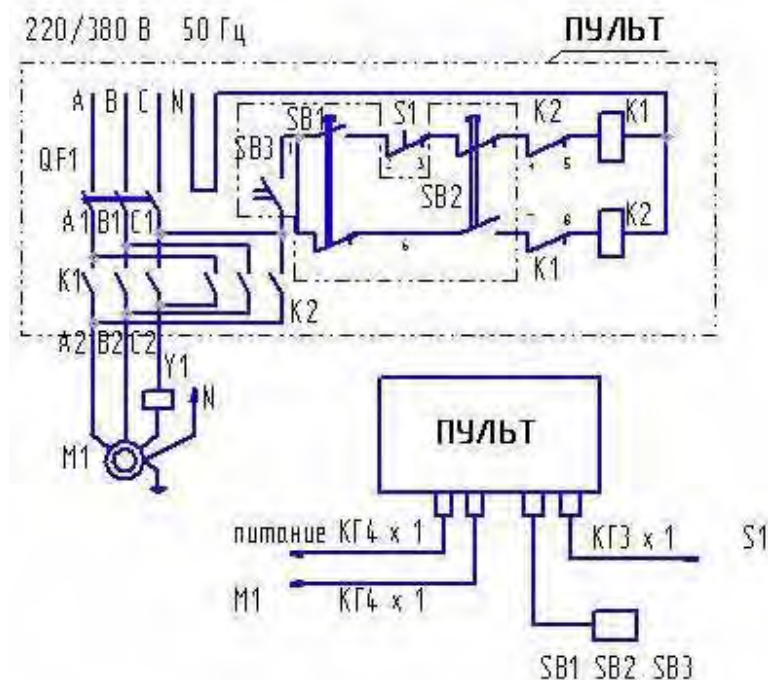 220/380 В 50 Гц ПУЛЬТ
A B C N
SB1 S1 K2 K1
SB3
QF1
1 2 3 4 5
SB2
A1 B1 C1
K2
6 6
K1
K1
K2
A2 B2 C2
Y1
N
ПУЛЬТ
M1
питание КГ4 x 1 КГ3 x 1 S1
M1 КГ4 x 1
SB1 SB2 SB3